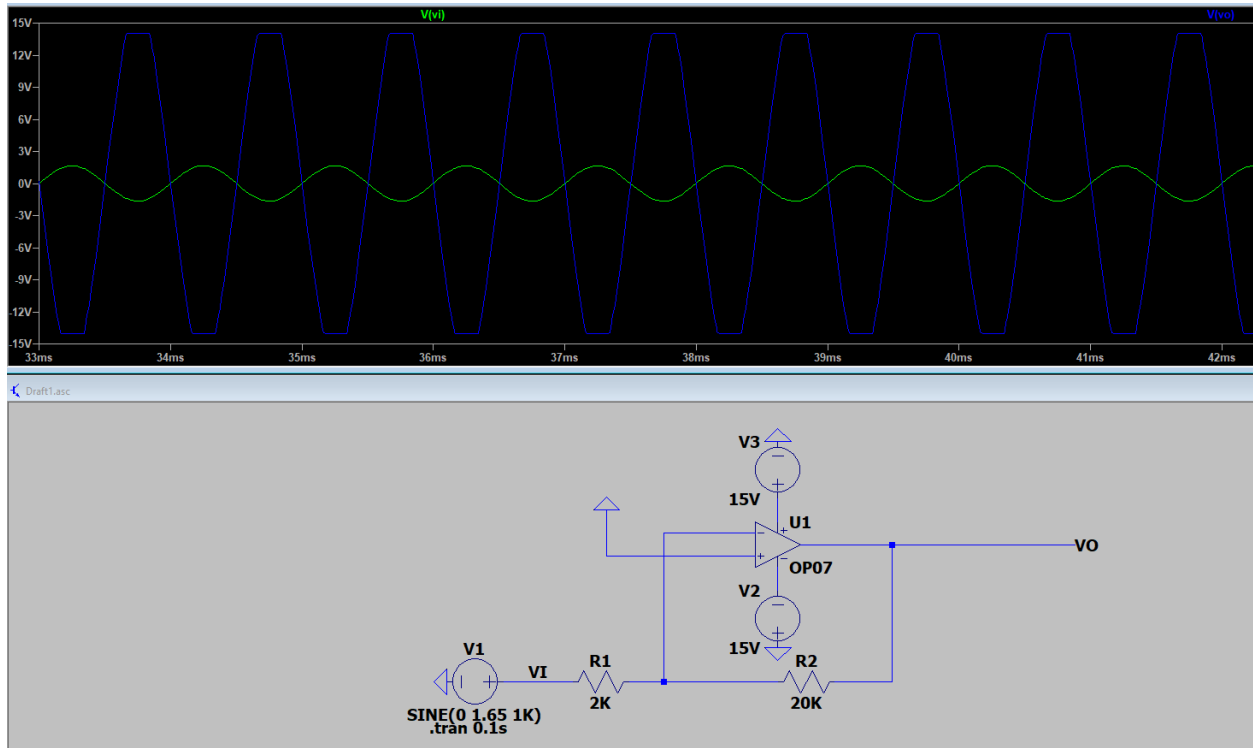 V(vi) V(vo)
15V
12V
9V
6V
3V
0V
-3V
-6V
-9V
-12V
-15V
33ms 34ms 35ms 36ms 37ms 38ms 39ms 40ms 41ms 42ms
Draft1.asc
V3
15V
U1
OP07
VO
V2
15V
V1
VI
R1
R2
2K
20K
SINE(0 1.65 1K)
.tran 0.1s